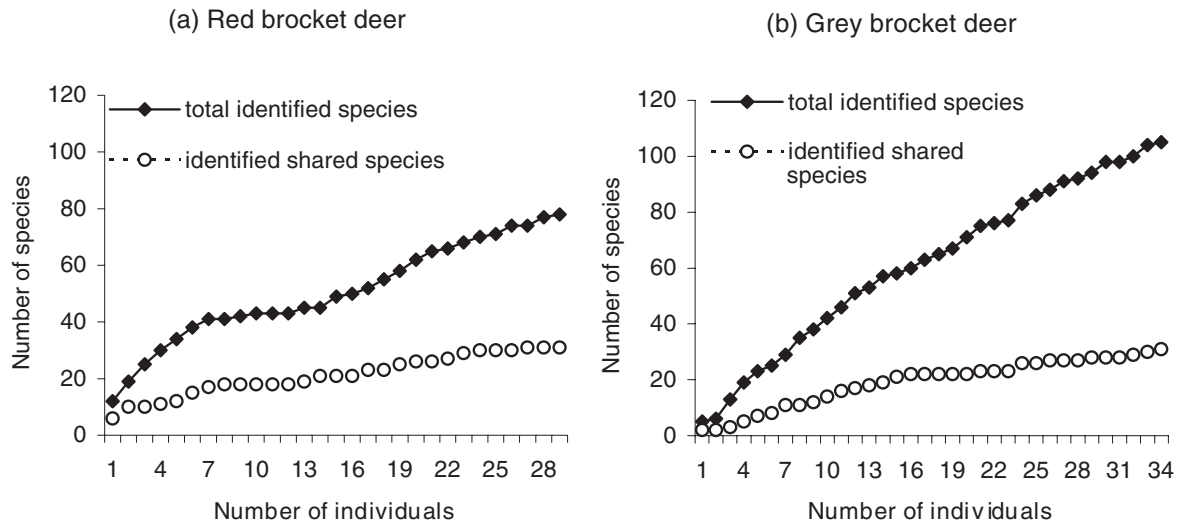 (a) Red brocket deer
Number of species
120
100
80
60
40
20
0
total identified species
identified shared species
1 4 7 10 13 16 19 22 25 28
Number of individuals
(b) Grey brocket deer
Number of species
120
100
80
60
40
20
0
total identified species
identified shared
species
1 4 7 10 13 16 19 22 25 28 31 34
Number of individuals